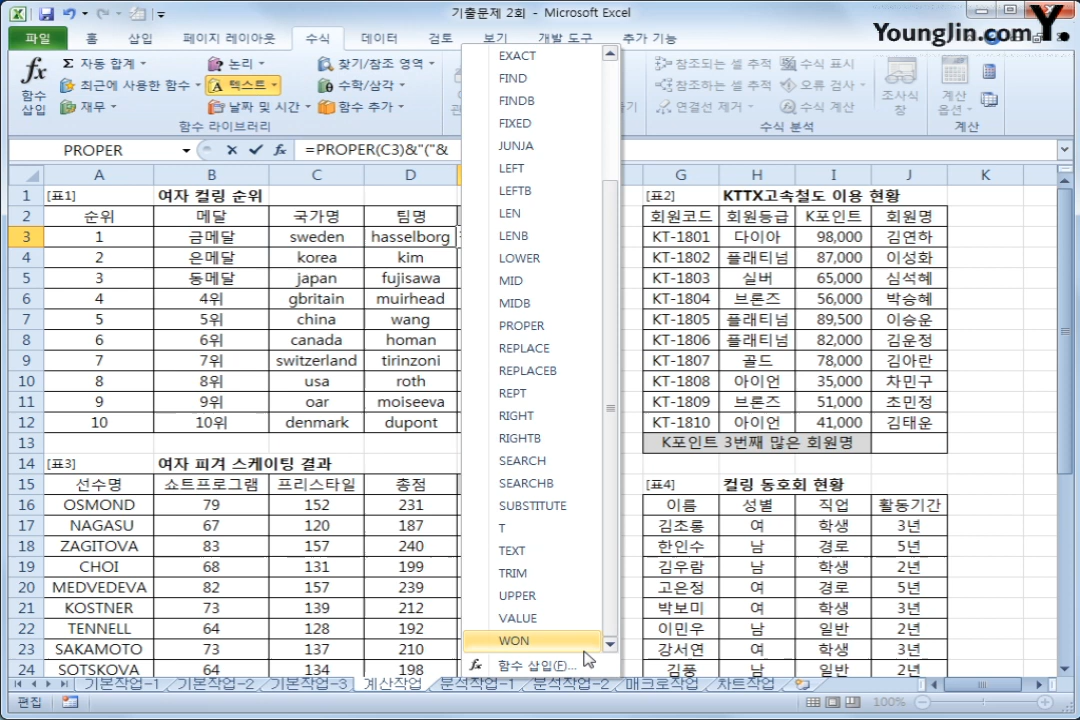 기출문제 2회 - Microsoft Excel
YoungJin.com Y.
파일 홈 삽입 페이지 레이아웃 수식 데이터 검토 보기 개발 도구 추가 기능
fx 함수 삽입
Σ 자동 합계
최근에 사용한 함수
재무
논리
텍스트
날짜 및 시간
찾기/참조 영역
수학/삼각
함수 추가
함수 라이브러리
참조되는 셀 추적
참조하는 셀 추적
연결선 제거
수식 표시
오류 검사
수식 계산
수식 분석
조사식 창
계산 옵션
계산
PROPER fx =PROPER(C3)&"("&
A B C D G H I J K
1 [표1] 여자 컬링 순위 [표2] KTTX고속철도 이용 현황
2 순위 메달 국가명 팀명 회원코드 회원등급 K포인트 회원명
3 1 금메달 sweden hasselborg KT-1801 다이아 98,000 김연하
4 2 은메달 korea kim KT-1802 플래티넘 87,000 이성화
5 3 동메달 japan fujisawa KT-1803 실버 65,000 심석혜
6 4 4위 gbritain muirhead KT-1804 브론즈 56,000 박승혜
7 5 5위 china wang KT-1805 플래티넘 89,500 이승운
8 6 6위 canada homan KT-1806 플래티넘 82,000 김운정
9 7 7위 switzerland tirinzoni KT-1807 골드 78,000 김아란
10 8 8위 usa roth KT-1808 아이언 35,000 차민구
11 9 9위 oar moiseeva KT-1809 브론즈 51,000 초민정
12 10 10위 denmark dupont KT-1810 아이언 41,000 김태운
13 K포인트 3번째 많은 회원명
14 [표3] 여자 피겨 스케이팅 결과
15 선수명 쇼트프로그램 프리스타일 총점 [표4] 컬링 동호회 현황
16 OSMOND 79 152 231 이름 성별 직업 활동기간
17 NAGASU 67 120 187 김초롱 여 학생 3년
18 ZAGITOVA 83 157 240 한인수 남 경로 5년
19 CHOI 68 131 199 김우람 남 학생 2년
20 MEDVEDEVA 82 157 239 고은정 여 경로 5년
21 KOSTNER 73 139 212 박보미 여 학생 3년
22 TENNELL 64 128 192 이민우 남 일반 2년
23 SAKAMOTO 73 137 210 강서연 여 학생 3년
24 SOTSKOVA 64 134 198 김풍 남 일반 2년
EXACT
FIND
FINDB
FIXED
JUNJA
LEFT
LEFTB
LEN
LENB
LOWER
MID
MIDB
PROPER
REPLACE
REPLACEB
REPT
RIGHT
RIGHTB
SEARCH
SEARCHB
SUBSTITUTE
T
TEXT
TRIM
UPPER
VALUE
WON
fx 함수 삽입(F)...
기본작업-1 기본작업-2 기본작업-3 계산작업 분석작업-1 분석작업-2 매크로작업 차트작업
편집 100%